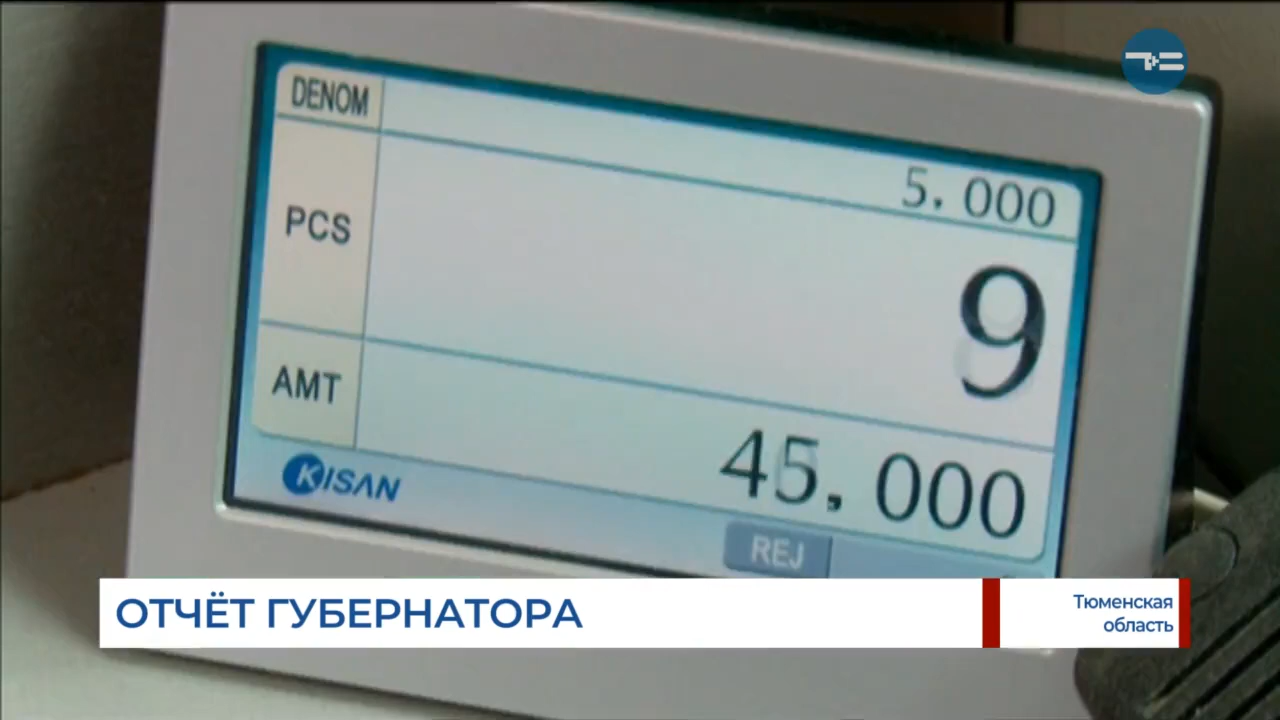 DENOM
5.000
PCS
9
AMT
45,000
KISAN
REJ
ОТЧЁТ ГУБЕРНАТОРА
Тюменская
область